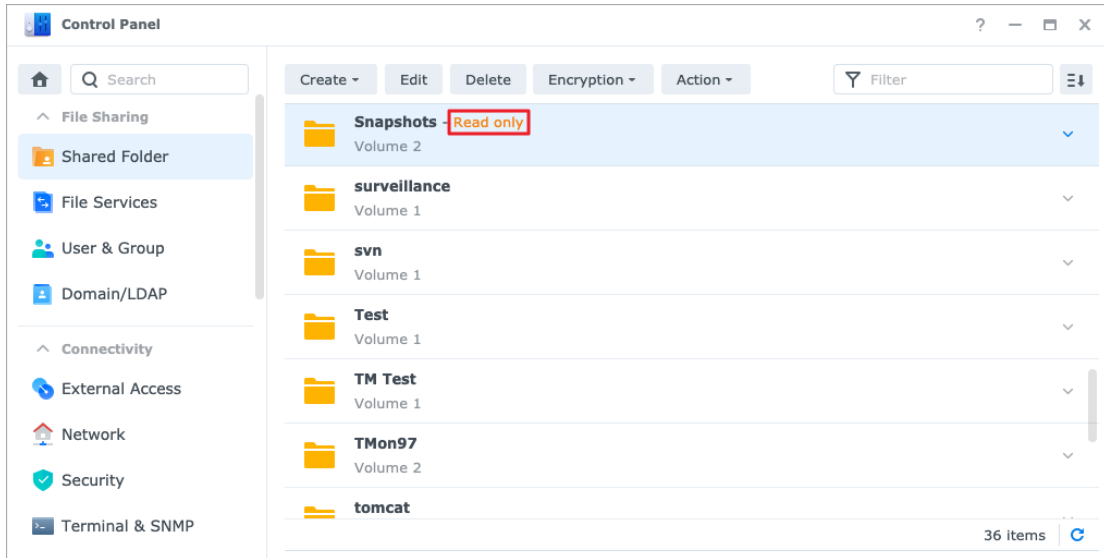 Control Panel
Search
File Sharing
Shared Folder
File Services
User & Group
Domain/LDAP
Connectivity
External Access
Network
Security
Terminal & SNMP
Create Edit Delete Encryption Action Filter
Snapshots - Read only
Volume 2
surveillance
Volume 1
svn
Volume 1
Test
Volume 1
TM Test
Volume 1
TMon97
Volume 2
tomcat
36 items